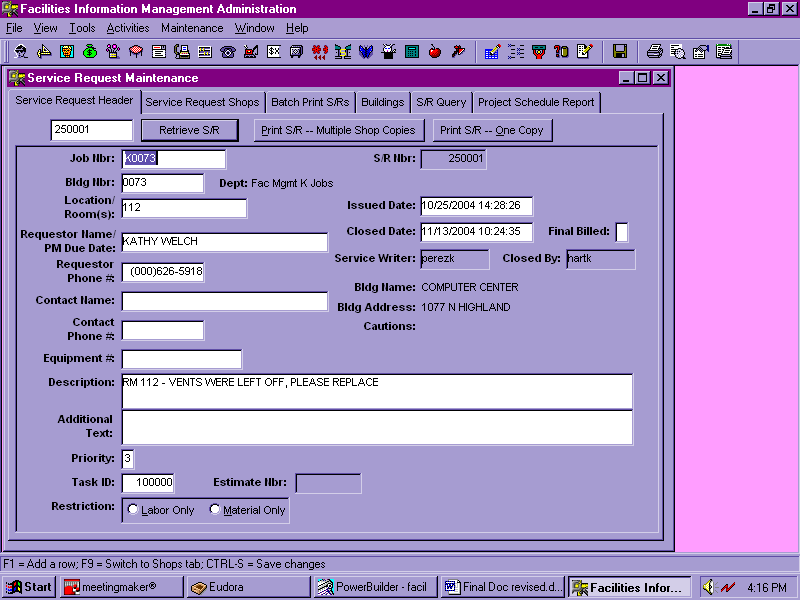 Facilities Information Management Administration
File View Tools Activities Maintenance Window Help
Service Request Maintenance
Service Request Header Service Request Shops Batch Print S/Rs Buildings S/R Query Project Schedule Report
250001 Retrieve S/R Print S/R -- Multiple Shop Copies Print S/R -- One Copy
Job Nbr: K0073 S/R Nbr: 250001
Bldg Nbr: 0073 Dept: Fac Mgmt K Jobs
Location/
Room(s): 112 Issued Date: 10/25/2004 14:28:26
Closed Date: 11/13/2004 10:24:35 Final Billed:
Requestor Name/
PM Due Date: KATHY WELCH
Service Writer: perezk Closed By: hartk
Requestor
Phone #: (000)626-5918
Bldg Name: COMPUTER CENTER
Contact Name: Bldg Address: 1077 N HIGHLAND
Contact
Phone #: Cautions:
Equipment #:
Description: RM 112 - VENTS WERE LEFT OFF, PLEASE REPLACE
Additional
Text:
Priority: 3
Task ID: 100000 Estimate Nbr:
Restriction: Labor Only Material Only
F1 = Add a row; F9 = Switch to Shops tab; CTRL-S = Save changes
Start meetingmaker® Eudora PowerBuilder - facil Final Doc revised.d... Facilities Infor... 4:16 PM